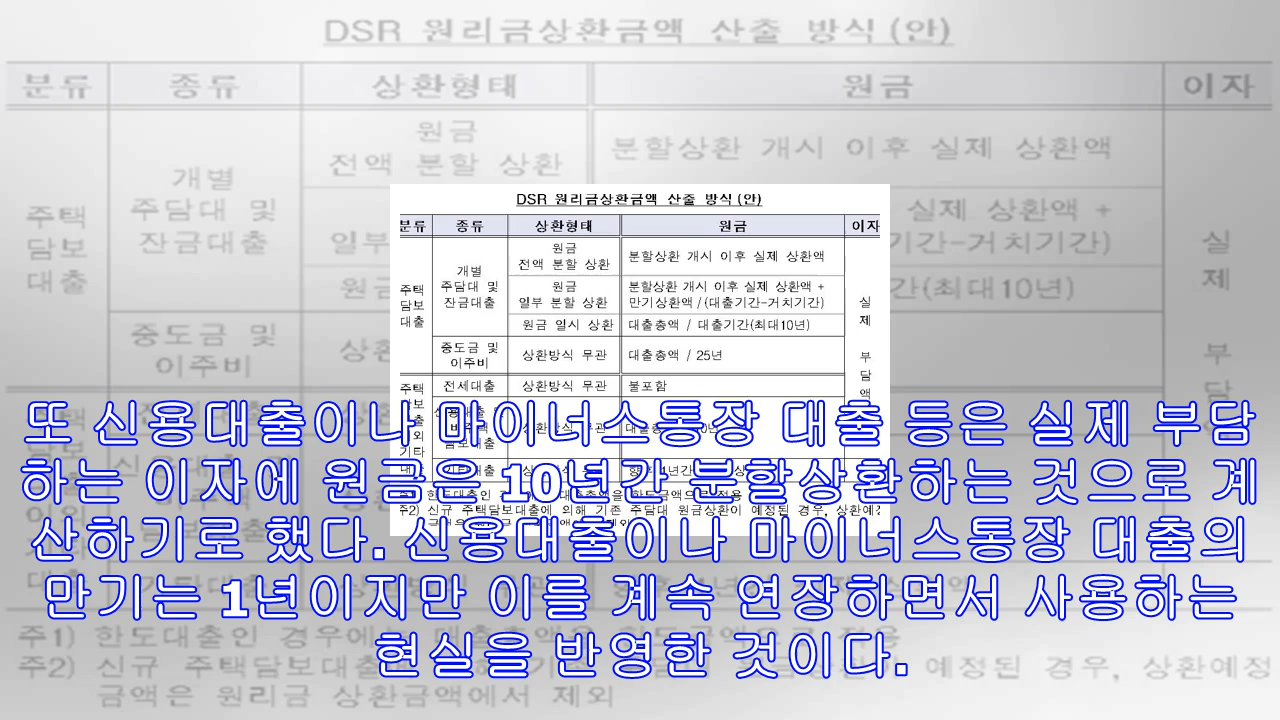 DSR 원리금상환금액 산출 방식(안)
분류 종류 상환형태 원금 이자
주택 담보 대출
개별 주담대 및 잔금대출
원금 전액 분할 상환
분할상환 개시 이후 실제 상환액
원금 일부 분할 상환
분할상환 개시 이후 실제 상환액 +
만기상환액 / (대출기간-거치기간)
원금 일시 상환
대출총액 / 대출기간(최대10년)
중도금 및 이주비
상환방식 무관
대출총액 / 25년
실제 부담액
전세대출
상환방식 무관
불포함
또 신용대출이나 마이너스통장 대출 등은 실제 부담
하는 이자에 원금은 10년간 분할상환하는 것으로 계
산하기로 했다. 신용대출이나 마이너스통장 대출의
만기는 1년이지만 이를 계속 연장하면서 사용하는
현실을 반영한 것이다.
주1) 한도대출인 경우에
주2) 신규 주택담보대출
예정된 경우, 상환예정
금액은 원리금 상환금액에서 제외